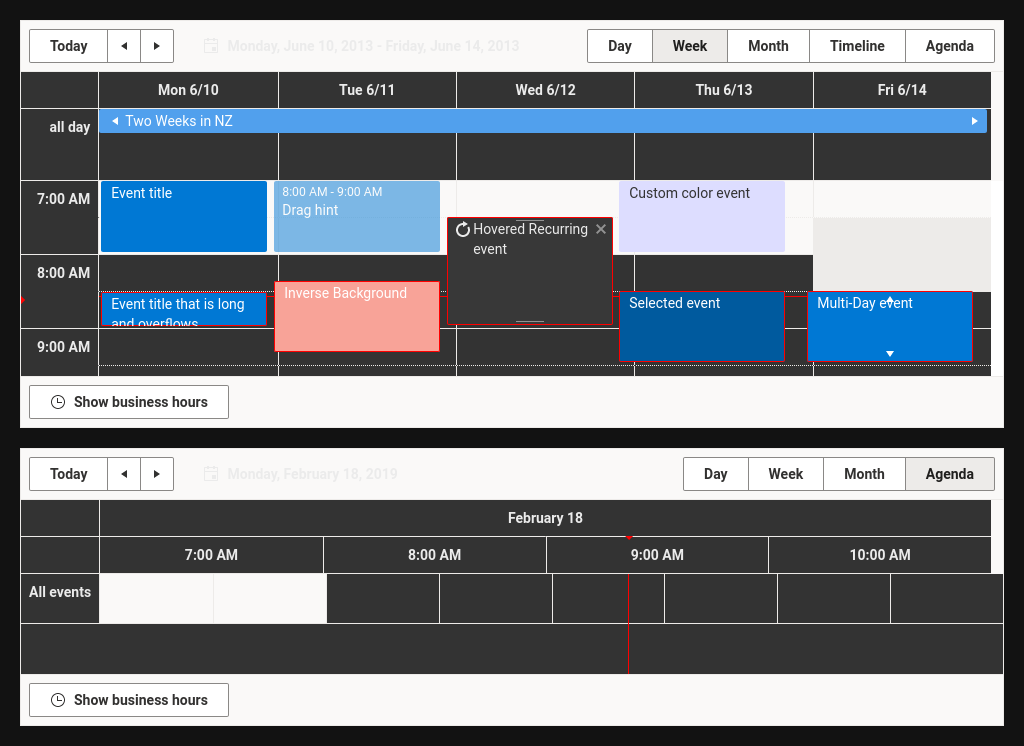 Today
Monday, June 10, 2013 - Friday, June 14, 2013
Day Week Month Timeline Agenda
Mon 6/10 Tue 6/11 Wed 6/12 Thu 6/13 Fri 6/14
all day
Two Weeks in NZ
7:00 AM
Event title
8:00 AM - 9:00 AM
Drag hint
Custom color event
Hovered Recurring
event
8:00 AM
Event title that is long
and overflows
Inverse Background
Selected event
Multi-Day event
9:00 AM
Show business hours
Today
Monday, February 18, 2019
Day Week Month Agenda
February 18
7:00 AM 8:00 AM 9:00 AM 10:00 AM
All events
Show business hours